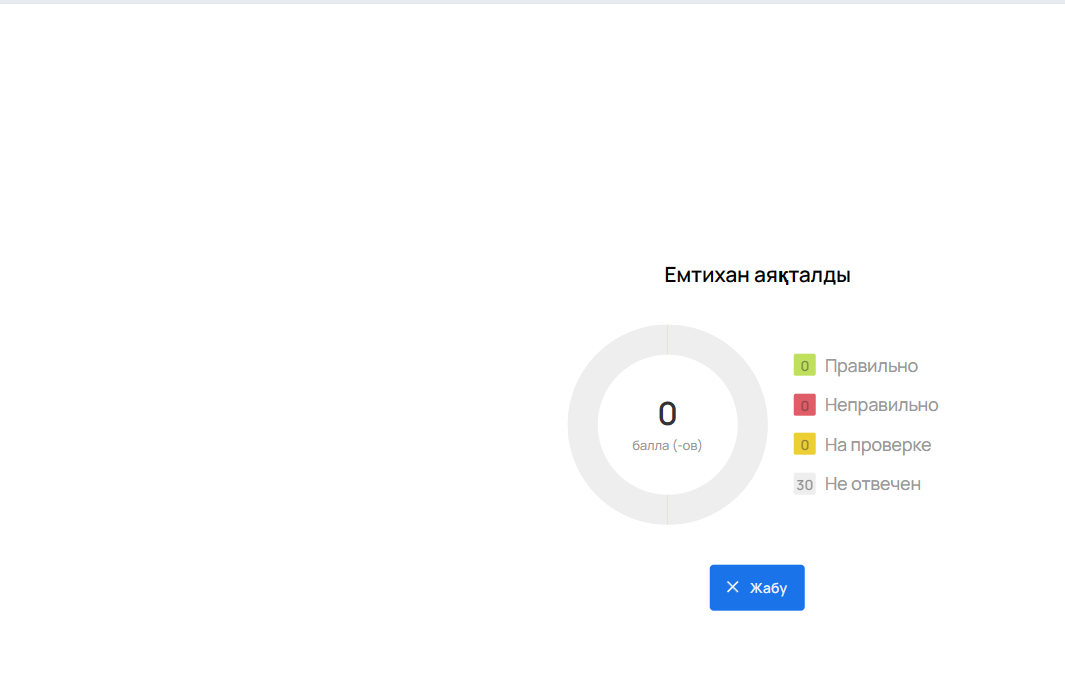 Емтихан аяқталды
0
балла (-ов)
0 Правильно
0 Неправильно
0 На проверке
30 Не отвечен
Жабу